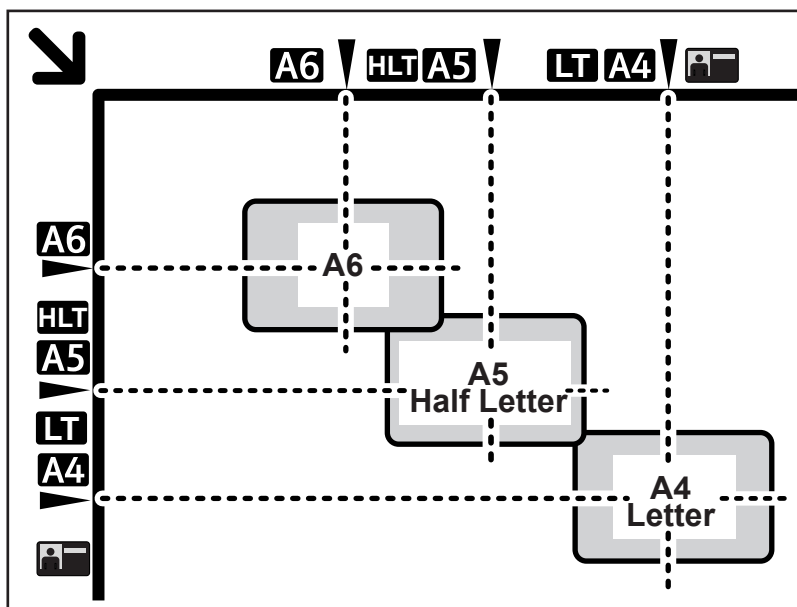 A6 HLT A5 LT A4
A6
A6
HLT
A5
A5
Half Letter
LT
A4
A4
Letter